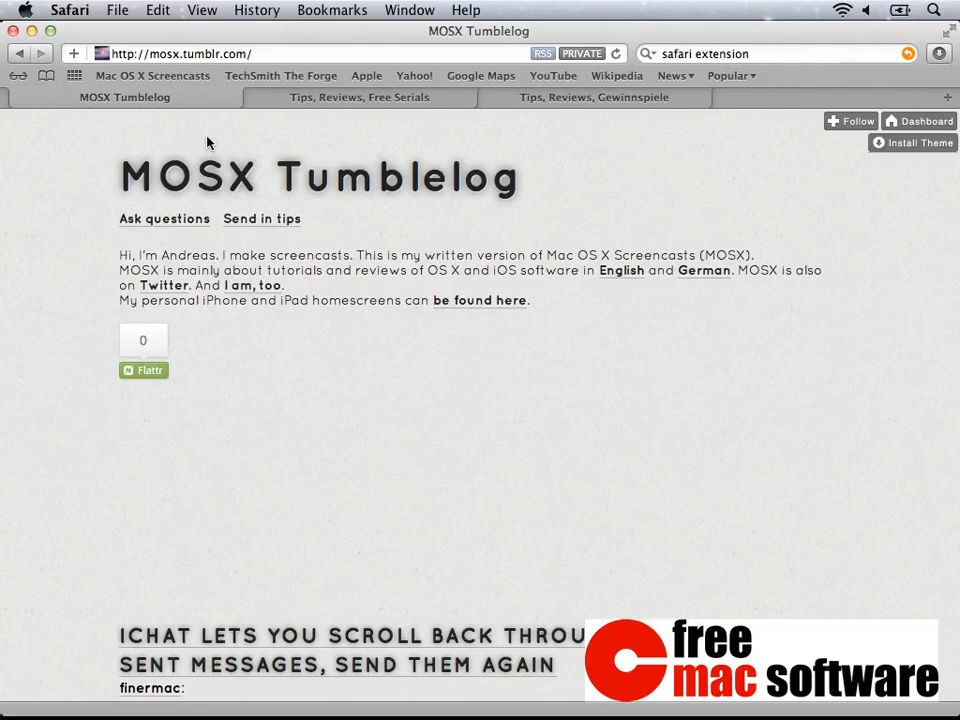 Safari File Edit View History Bookmarks Window Help
MOSX Tumblelog
http://mosx.tumblr.com/ RSS PRIVATE safari extension
Mac OS X Screencasts TechSmith The Forge Apple Yahoo! Google Maps YouTube Wikipedia News Popular
MOSX Tumblelog Tips, Reviews, Free Serials Tips, Reviews, Gewinnspiele
Follow Dashboard
Install Theme
MOSX Tumblelog
Ask questions Send in tips
Hi, I'm Andreas. I make screencasts. This is my written version of Mac OS X Screencasts (MOSX).
MOSX is mainly about tutorials and reviews of OS X and iOS software in English and German. MOSX is also
on Twitter. And I am, too.
My personal iPhone and iPad homescreens can be found here.
0
Flattr
ICHAT LETS YOU SCROLL BACK THROU
SENT MESSAGES, SEND THEM AGAIN
finermac:
free
mac software